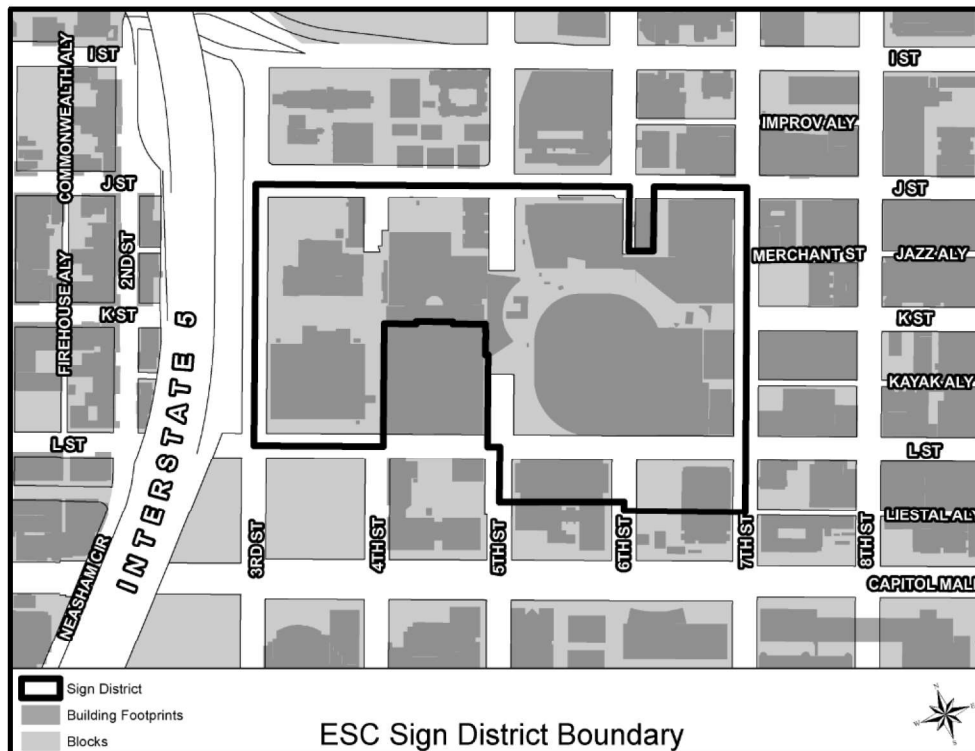 COMMONWEALTH ALY
I ST
I ST
IMPROV ALY
J ST
J ST
FIREHOUSE ALY
2ND ST
MERCHANT ST
JAZZ ALY
K ST
K ST
INTERSTATE 5
KAYAK ALY
L ST
L ST
LIESTAL ALY
3RD ST
4TH ST
5TH ST
6TH ST
7TH ST
8TH ST
NEASHAM CIR
CAPITOL MALL
Sign District
Building Footprints
Blocks
ESC Sign District Boundary
N
E
S
W